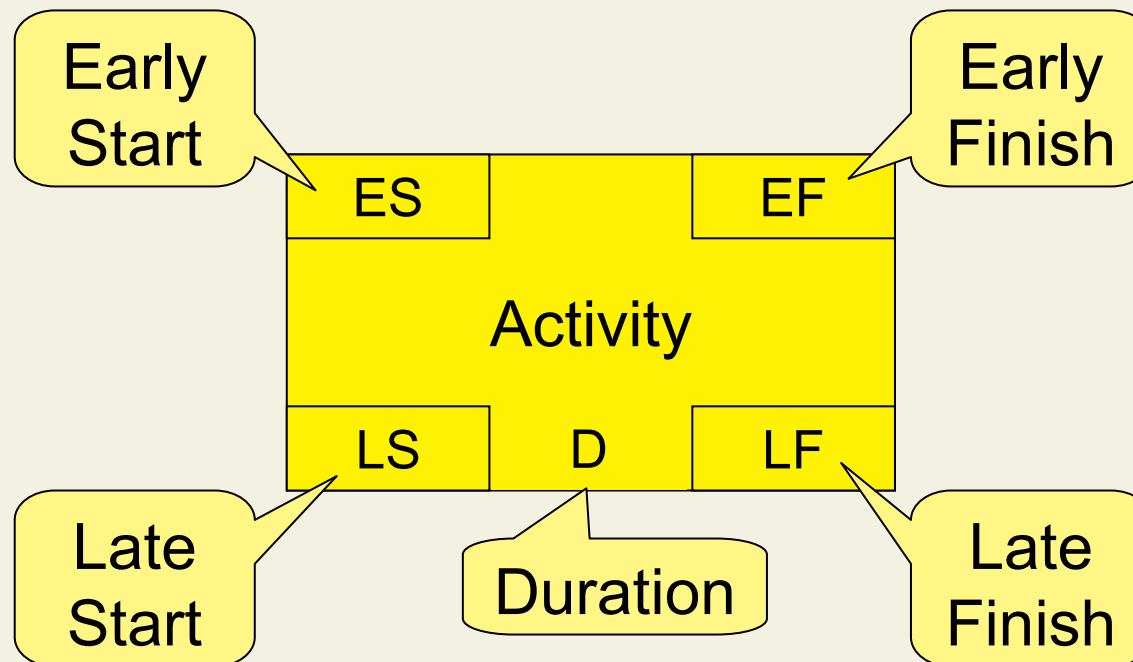 Early
Start
Early
Finish
ES
EF
Activity
LS
D
LF
Late
Start
Duration
Late
Finish